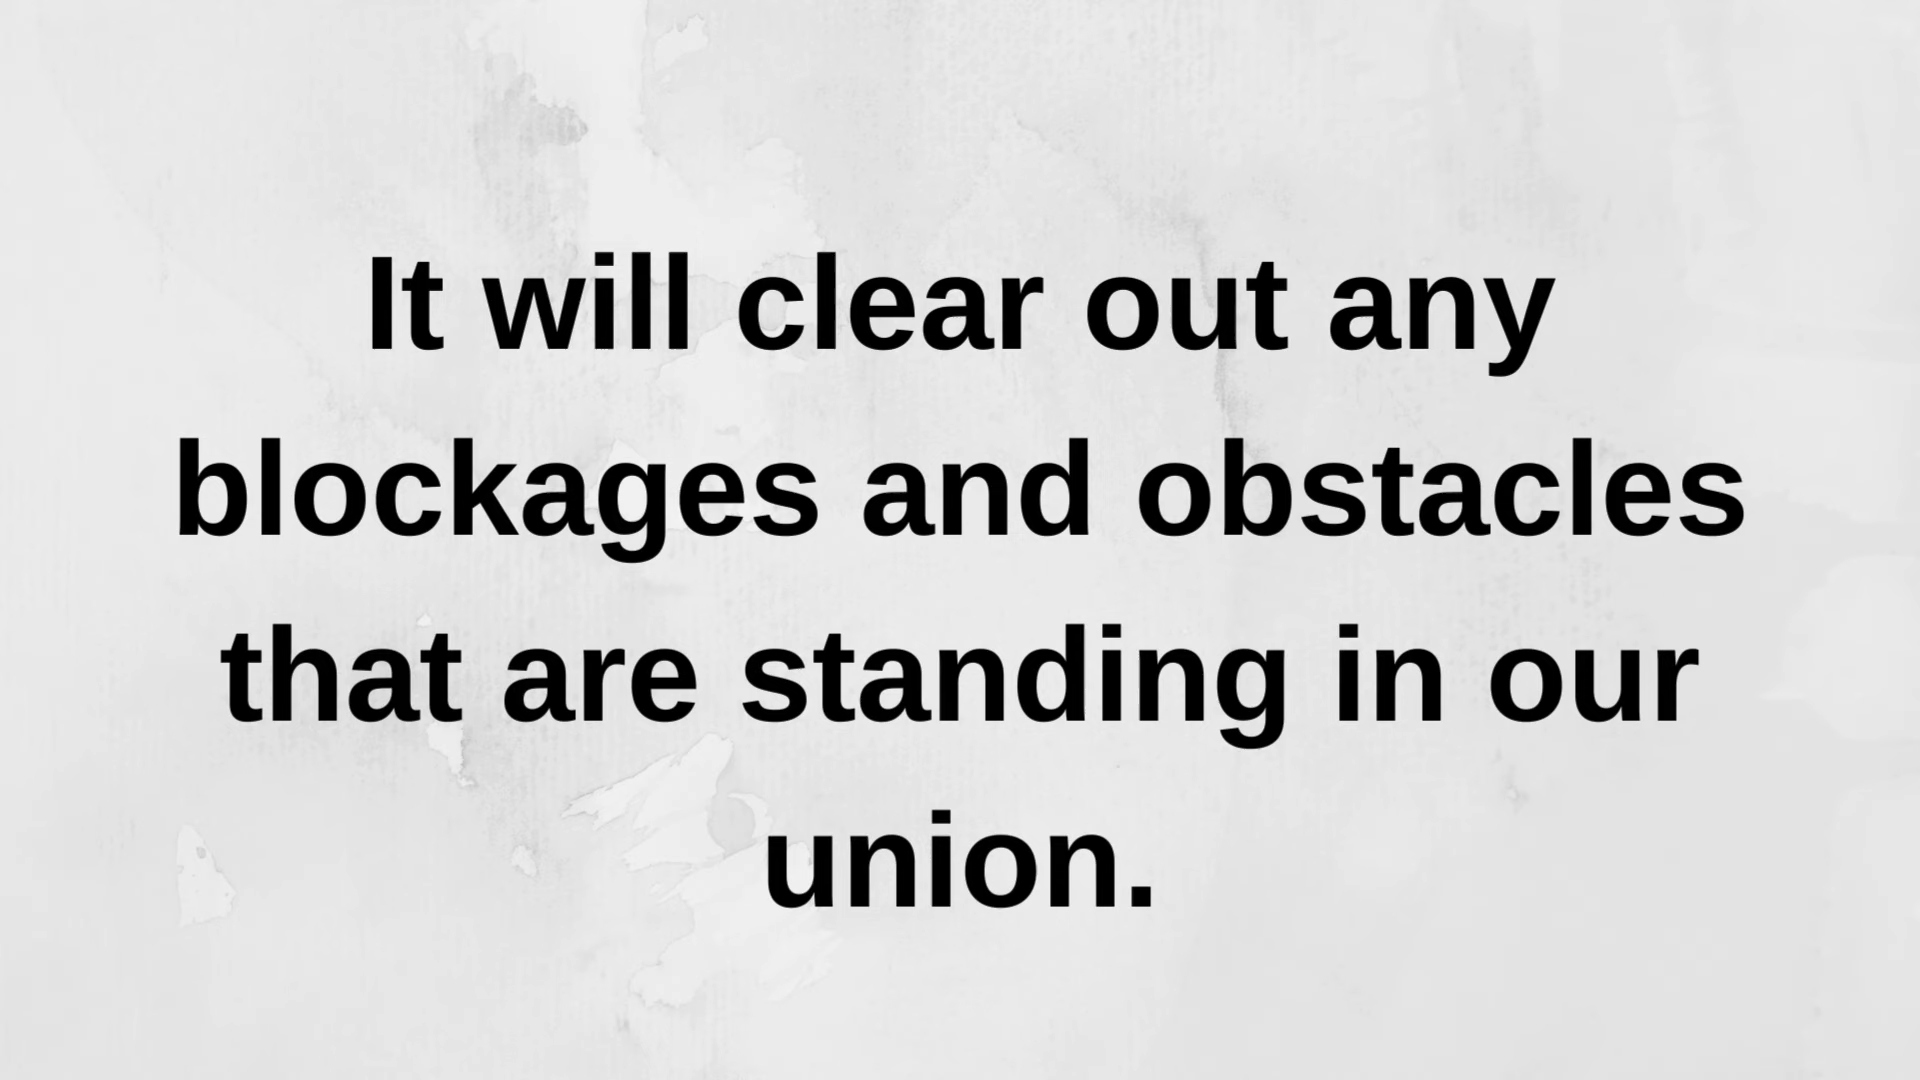 It will clear out any
blockages and obstacles
that are standing in our
union.